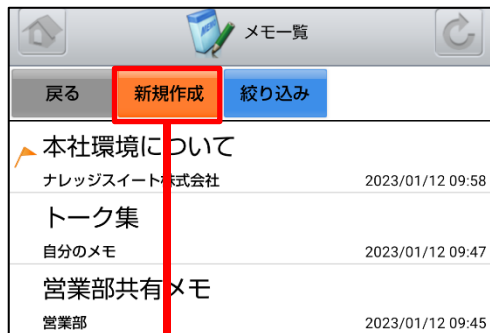 メモ一覧
戻る 新規作成 絞り込み
本社環境について
ナレッジスイート株式会社 2023/01/12 09:58
トーク集
自分のメモ 2023/01/12 09:47
営業部共有メモ
営業部 2023/01/12 09:45